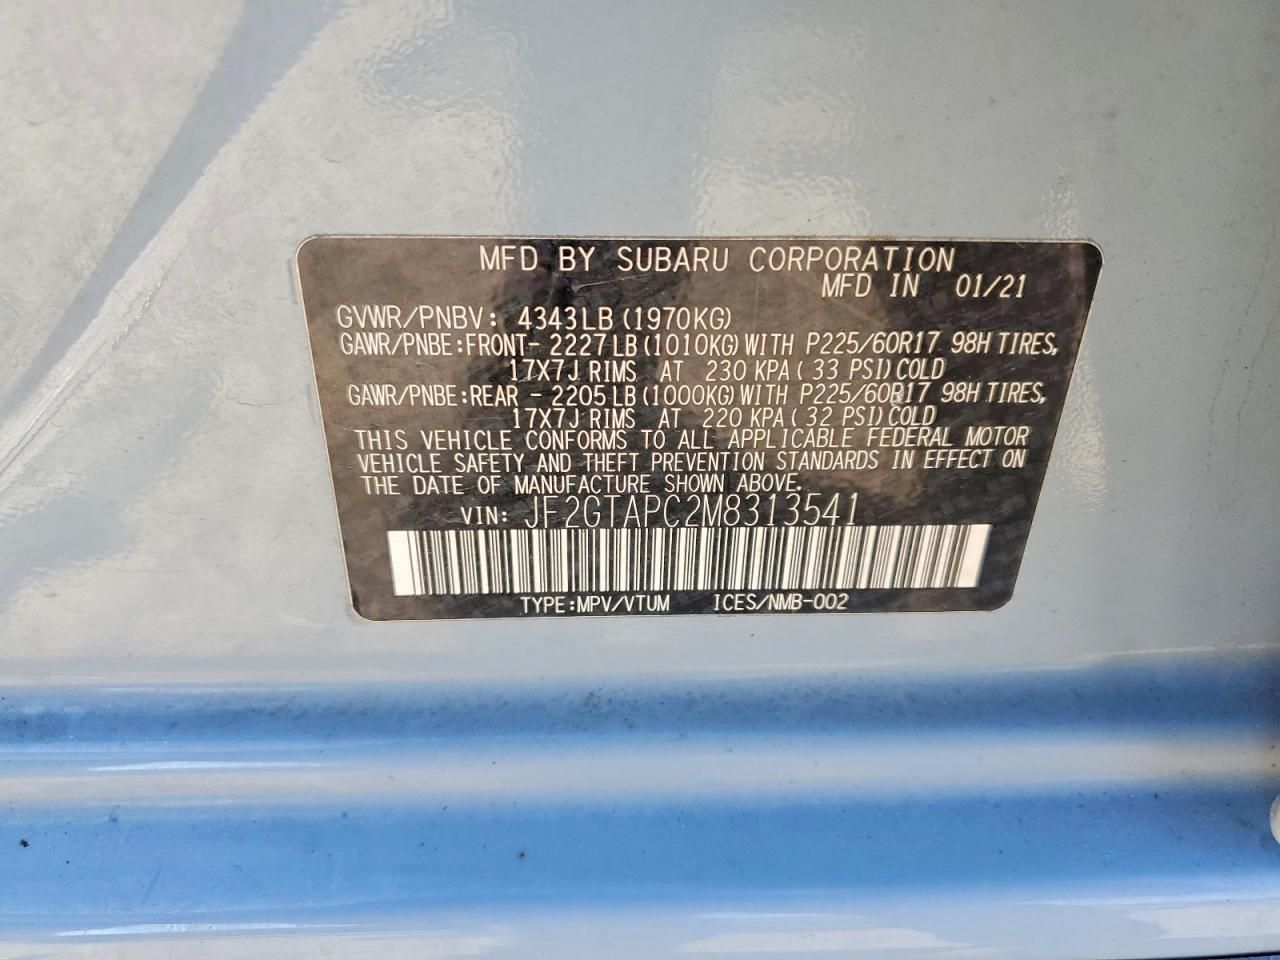 MFD BY SUBARU CORPORATION
MFD IN 01/21
GVWR/PNBV: 4343LB(1970KG)
GAWR/PNBE:FRONT- 2227LB(1010KG)WITH P225/60R17 98H TIRES,
17X7J RIMS AT 230 KPA(33 PSI)COLD
GAWR/PNBE:REAR - 2205LB(1000KG)WITH P225/60R17 98H TIRES,
17X7J RIMS AT 220 KPA(32 PSI)COLD
THIS VEHICLE CONFORMS TO ALL APPLICABLE FEDERAL MOTOR
VEHICLE SAFETY AND THEFT PREVENTION STANDARDS IN EFFECT ON
THE DATE OF MANUFACTURE SHOWN ABOVE.
VIN: JF2GTAPC2M8313541
TYPE:MPV/VTUM ICES/NMB-002